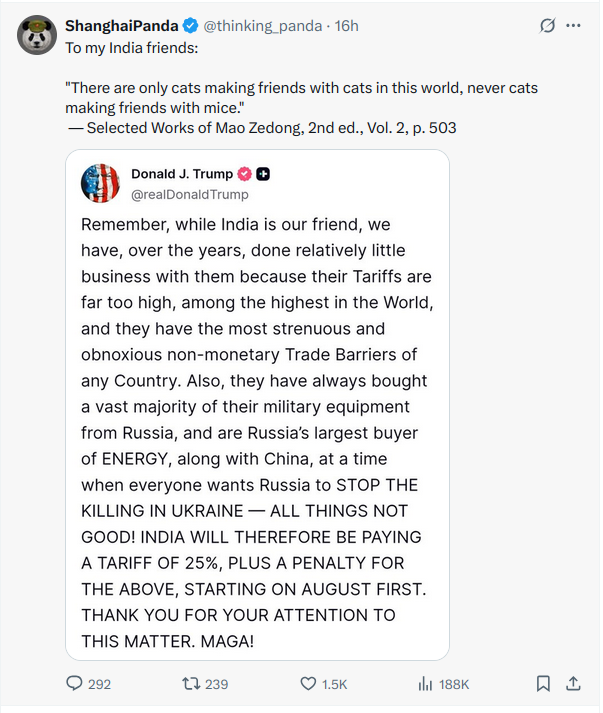 ShanghaiPanda @thinking_panda · 16h
To my India friends:
"There are only cats making friends with cats in this world, never cats
making friends with mice."
— Selected Works of Mao Zedong, 2nd ed., Vol. 2, p. 503
Donald J. Trump
@realDonaldTrump
Remember, while India is our friend, we
have, over the years, done relatively little
business with them because their Tariffs are
far too high, among the highest in the World,
and they have the most strenuous and
obnoxious non-monetary Trade Barriers of
any Country. Also, they have always bought
a vast majority of their military equipment
from Russia, and are Russia’s largest buyer
of ENERGY, along with China, at a time
when everyone wants Russia to STOP THE
KILLING IN UKRAINE — ALL THINGS NOT
GOOD! INDIA WILL THEREFORE BE PAYING
A TARIFF OF 25%, PLUS A PENALTY FOR
THE ABOVE, STARTING ON AUGUST FIRST.
THANK YOU FOR YOUR ATTENTION TO
THIS MATTER. MAGA!
292 239 1.5K 188K